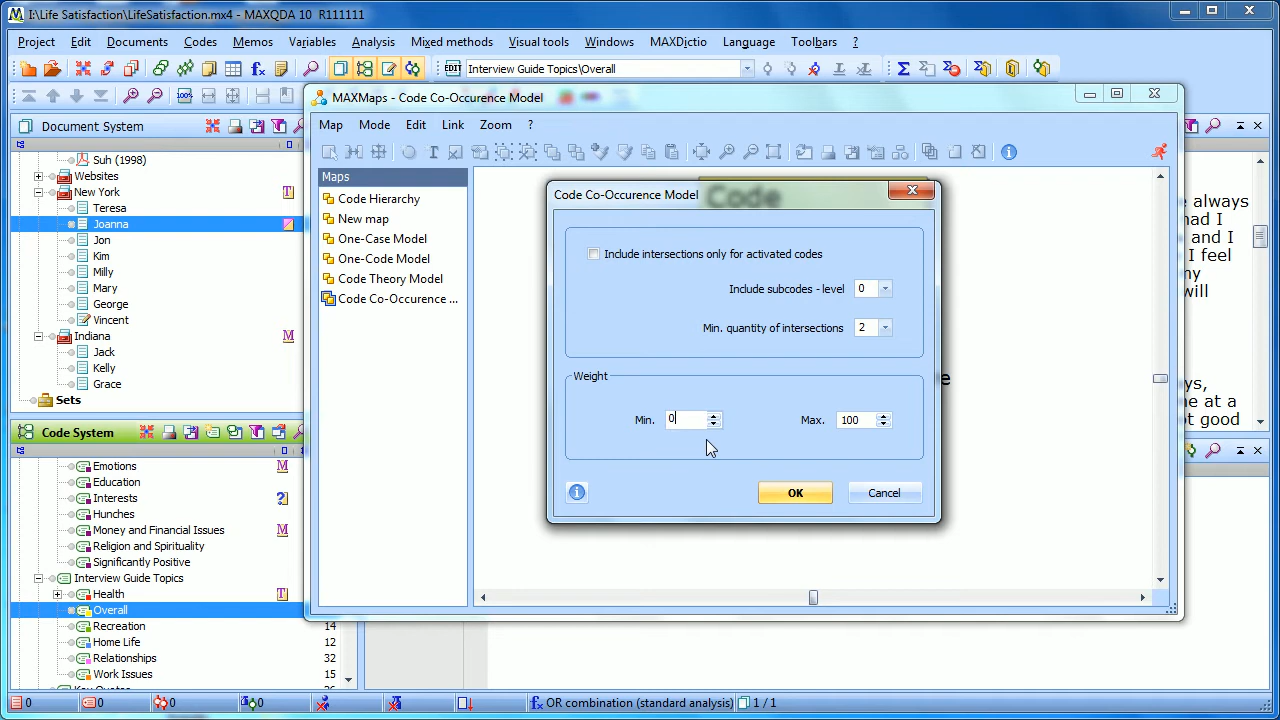 I:\Life Satisfaction\LifeSatisfaction.mx4 - MAXQDA 10 R111111
Project Edit Documents Codes Memos Variables Analysis Mixed methods Visual tools Windows MAXDictio Language Toolbars ?
EDIT Interview Guide Topics\Overall
100%
MAXMaps - Code Co-Occurence Model
Map Mode Edit Link Zoom ?
Document System
Suh (1998)
Websites
New York
Teresa
Joanna
Jon
Kim
Milly
Mary
George
Vincent
Indiana
Jack
Kelly
Grace
Sets
Code System
Emotions
Education
Interests
Hunches
Money and Financial Issues
Religion and Spirituality
Significantly Positive
Interview Guide Topics
Health
Overall
Recreation 14
Home Life 12
Relationships 32
Work Issues 15
Maps
Code Hierarchy
New map
One-Case Model
One-Code Model
Code Theory Model
Code Co-Occurence ...
Code
Code Co-Occurence Model
Include intersections only for activated codes
Include subcodes - level 0
Min. quantity of intersections 2
Weight
Min. 0 Max. 100
OK Cancel
e
e always
had I
and I
I feel
my
will
ys,
ne at a
ot good
0 0 0 0 OR combination (standard analysis) 1 / 1